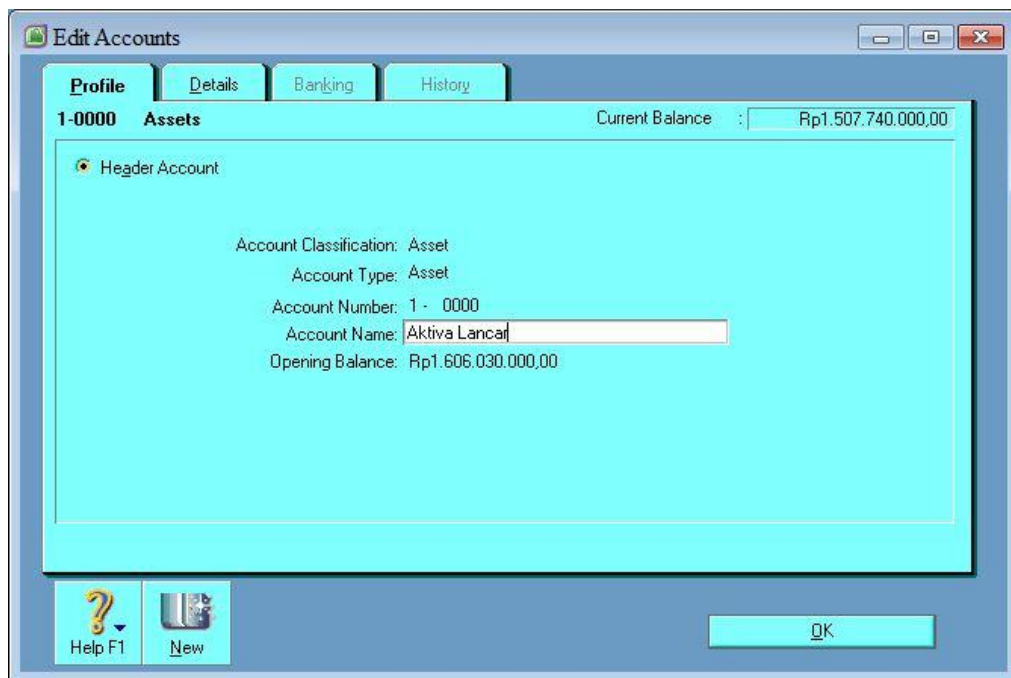 Edit Accounts
Profile Details Banking History
1-0000 Assets Current Balance : Rp1.507.740.000,00
Header Account
Account Classification: Asset
Account Type: Asset
Account Number: 1 - 0000
Account Name: Aktiva Lancar
Opening Balance: Rp1.606.030.000,00
Help F1 New OK